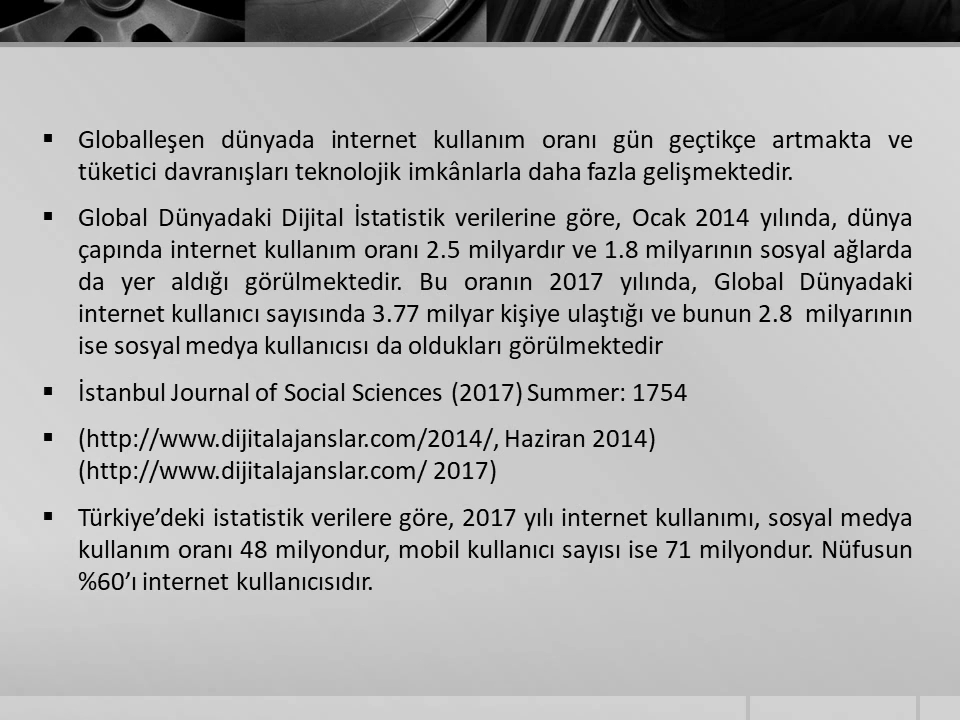 ▪ Globalleşen dünyada internet kullanım oranı gün geçtikçe artmakta ve
tüketici davranışları teknolojik imkânlarla daha fazla gelişmektedir.
▪ Global Dünyadaki Dijital İstatistik verilerine göre, Ocak 2014 yılında, dünya
çapında internet kullanım oranı 2.5 milyardır ve 1.8 milyarının sosyal ağlarda
da yer aldığı görülmektedir. Bu oranın 2017 yılında, Global Dünyadaki
internet kullanıcı sayısında 3.77 milyar kişiye ulaştığı ve bunun 2.8 milyarının
ise sosyal medya kullanıcısı da oldukları görülmektedir
▪ İstanbul Journal of Social Sciences (2017) Summer: 1754
▪ (http://www.dijitalajanslar.com/2014/, Haziran 2014)
(http://www.dijitalajanslar.com/ 2017)
▪ Türkiye’deki istatistik verilere göre, 2017 yılı internet kullanımı, sosyal medya
kullanım oranı 48 milyondur, mobil kullanıcı sayısı ise 71 milyondur. Nüfusun
%60’ı internet kullanıcısıdır.